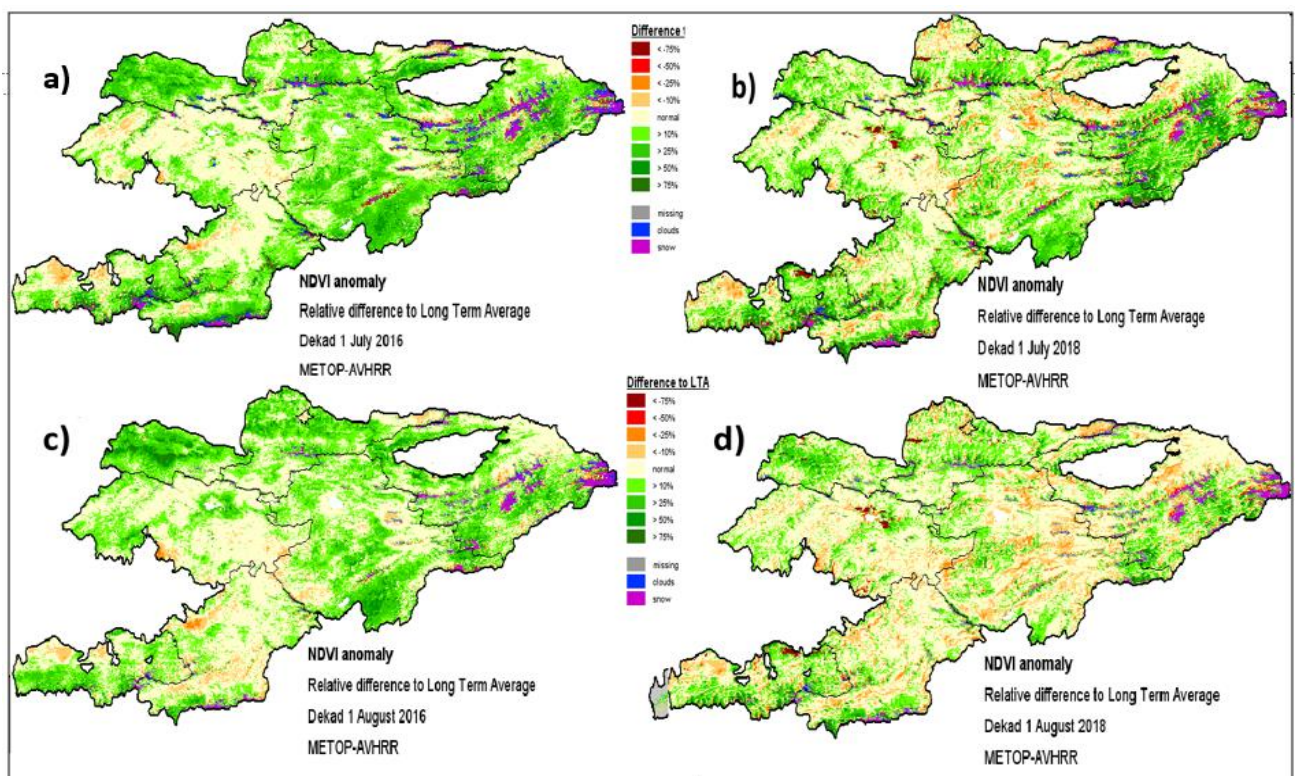 a)
Difference t
< -75%
< -50%
< -25%
< -10%
normal
> 10%
> 25%
> 50%
> 75%
missing
clouds
snow
b)
NDVI anomaly
Relative difference to Long Term Average
Dekad 1 July 2016
METOP-AVHRR
NDVI anomaly
Relative difference to Long Term Average
Dekad 1 July 2018
METOP-AVHRR
c)
Difference to LTA
< -75%
< -50%
< -25%
< -10%
normal
> 10%
> 25%
> 50%
> 75%
missing
clouds
snow
d)
NDVI anomaly
Relative difference to Long Term Average
Dekad 1 August 2016
METOP-AVHRR
NDVI anomaly
Relative difference to Long Term Average
Dekad 1 August 2018
METOP-AVHRR